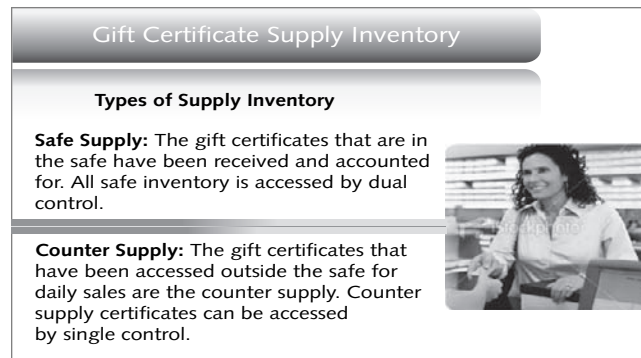 Gift Certificate Supply Inventory
Types of Supply Inventory
Safe Supply: The gift certificates that are in
the safe have been received and accounted
for. All safe inventory is accessed by dual
control.
Counter Supply: The gift certificates that
have been accessed outside the safe for
daily sales are the counter supply. Counter
supply certificates can be accessed
by single control.
iStockphoto